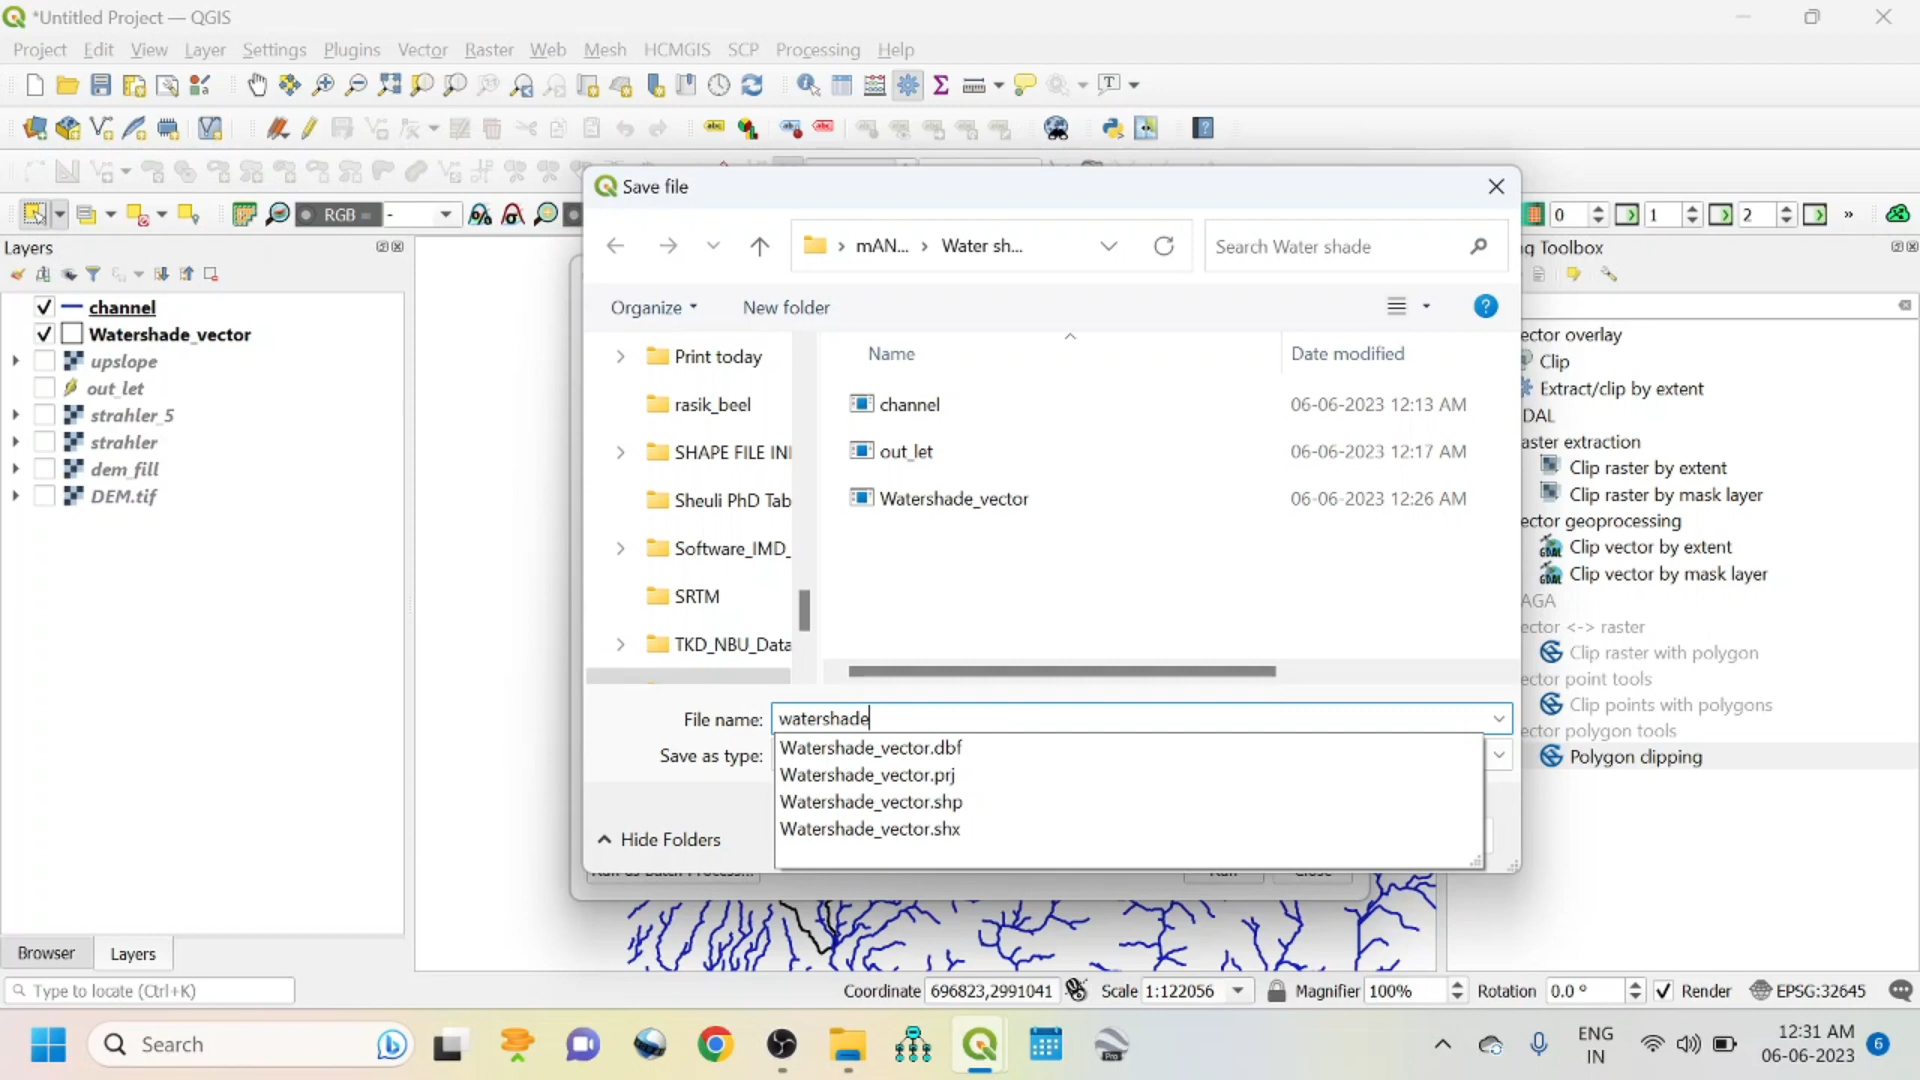 *Untitled Project — QGIS
Project Edit View Layer Settings Plugins Vector Raster Web Mesh HCMGIS SCP Processing Help
RGB = - 0 1 2 »
Layers
channel
Watershade_vector
upslope
out_let
strahler_5
strahler
dem_fill
DEM.tif
Save file
mAN... › Water sh...
Search Water shade
Organize New folder
Print today
rasik_beel
SHAPE FILE INI
Sheuli PhD Tab
Software_IMD_
SRTM
TKD_NBU_Data
Name Date modified
channel 06-06-2023 12:13 AM
out_let 06-06-2023 12:17 AM
Watershade_vector 06-06-2023 12:26 AM
File name: watershade
Save as type:
Watershade_vector.dbf
Watershade_vector.prj
Watershade_vector.shp
Watershade_vector.shx
Hide Folders
ng Toolbox
ector overlay
Clip
Extract/clip by extent
DAL
aster extraction
Clip raster by extent
Clip raster by mask layer
ector geoprocessing
Clip vector by extent
Clip vector by mask layer
AGA
ector <-> raster
Clip raster with polygon
ector point tools
Clip points with polygons
ector polygon tools
Polygon clipping
Browser Layers
Type to locate (Ctrl+K) Coordinate 696823,2991041 Scale 1:122056 Magnifier 100% Rotation 0.0 ° Render EPSG:32645
Search ENG IN 12:31 AM 06-06-2023 6